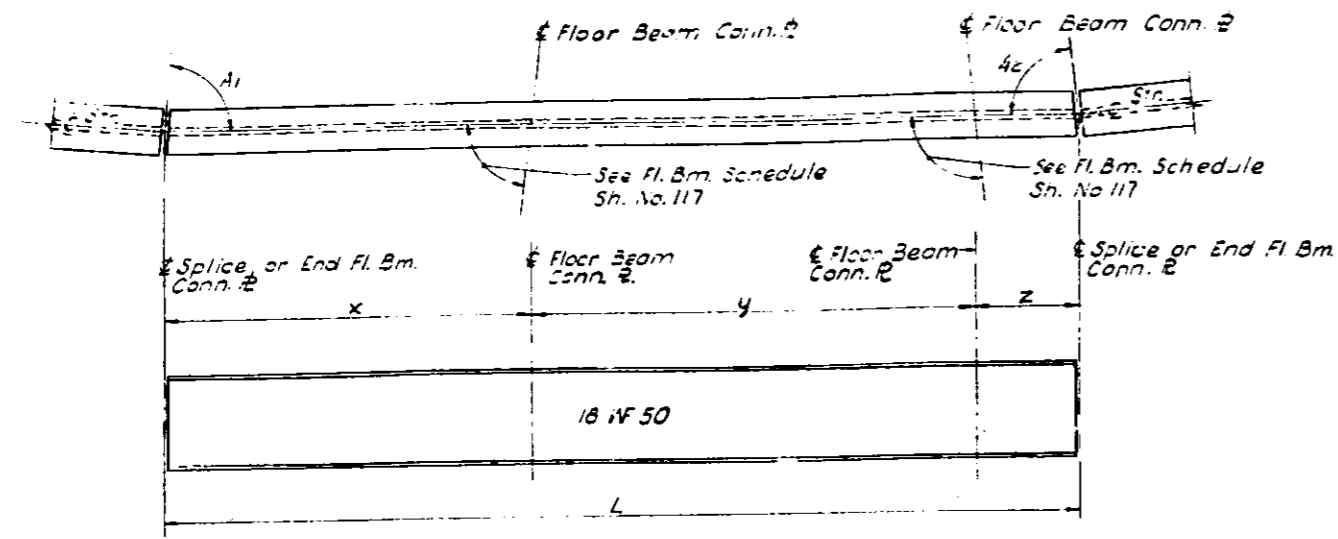 ℄ Floor Beam Conn. ⅊
℄ Floor Beam Conn. ⅊
A1
A2
℄ Str.
℄ Str.
See Fl. Bm. Schedule
Sh. No. 117
See Fl. Bm. Schedule
Sh. No. 117
℄ Splice or End Fl. Bm.
Conn. ⅊
℄ Floor Beam
Conn. ⅊.
℄ Floor Beam
Conn. ⅊
℄ Splice or End Fl. Bm.
Conn. ⅊
x
y
z
18 WF 50
L